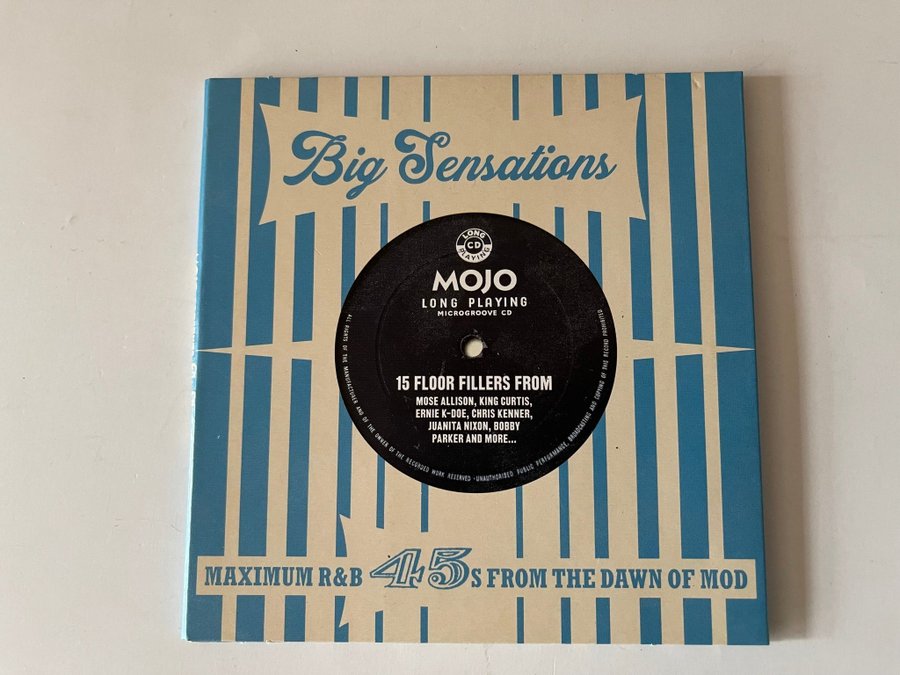 Big Sensations
LONG
CD
PLAYING
MOJO
LONG PLAYING
MICROGROOVE CD
15 FLOOR FILLERS FROM
MOSE ALLISON, KING CURTIS,
ERNIE K-DOE, CHRIS KENNER,
JUANITA NIXON, BOBBY
PARKER AND MORE...
ALL RIGHTS OF THE MANUFACTURER AND OF THE OWNER OF THE RECORDED WORK RESERVED · UNAUTHORISED PUBLIC PERFORMANCE, BROADCASTING AND COPYING OF THIS RECORD PROHIBITED
MAXIMUM R&B 45s FROM THE DAWN OF MOD